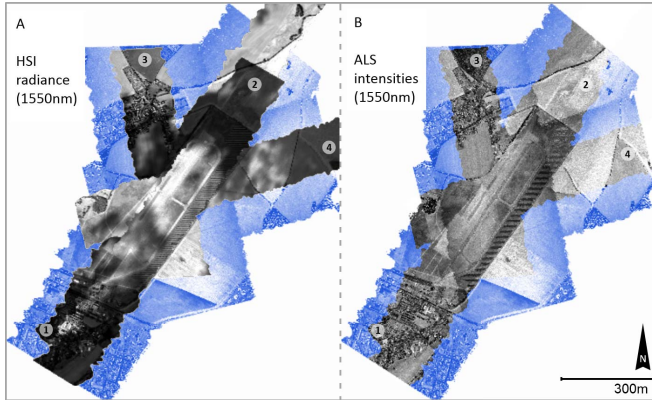 A
HSI
radiance
(1550nm)
3
2
4
1
B
ALS
intensities
(1550nm)
3
2
4
1
N
300m